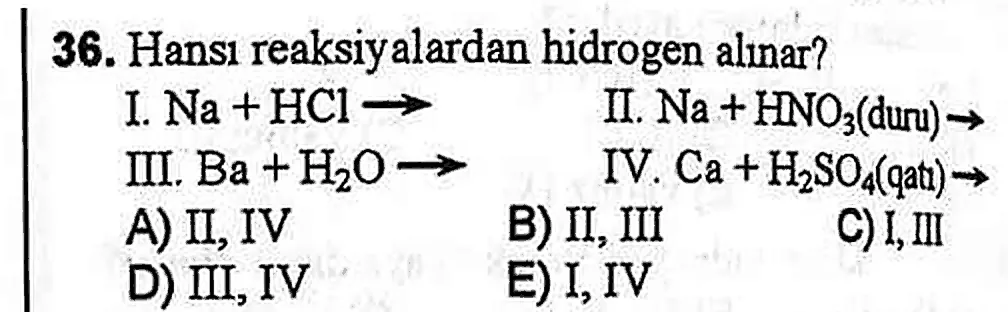 36. Hansı reaksiyalardan hidrogen alınar?
I. Na + HCl → II. Na + HNO₃(duru) →
III. Ba + H₂O → IV. Ca + H₂SO₄(qatı) →
A) II, IV B) II, III C) I, III
D) III, IV E) I, IV